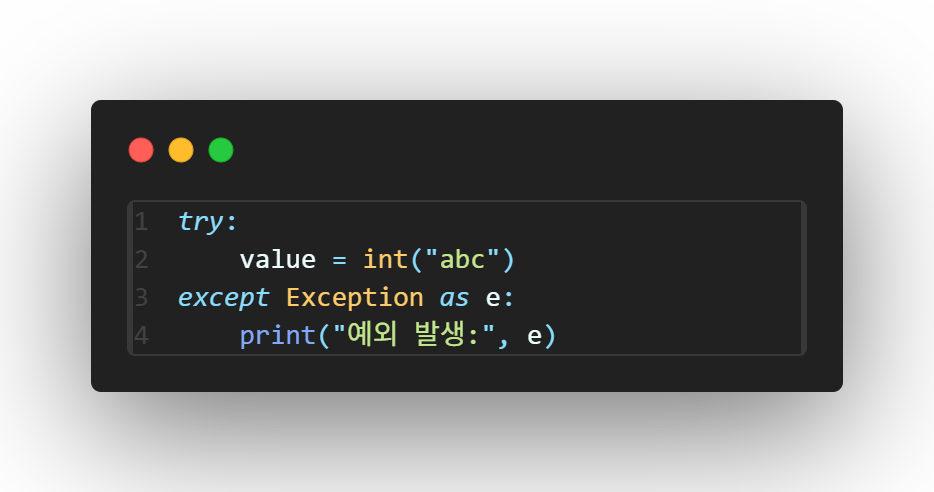 1 try:
2     value = int("abc")
3 except Exception as e:
4     print("예외 발생:", e)